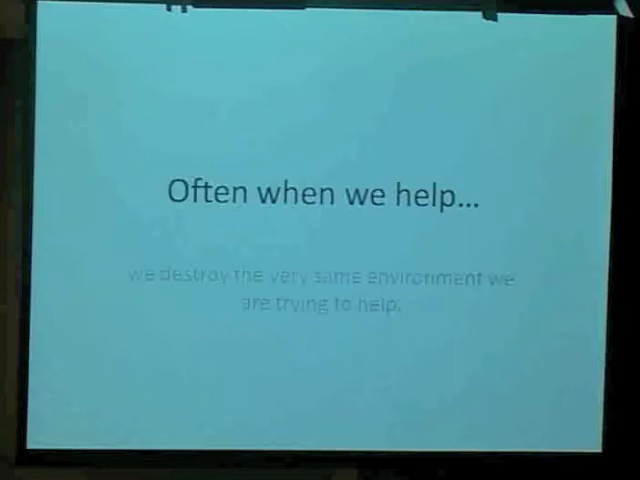 Often when we help...
we destroy the very same environment we
are trying to help.